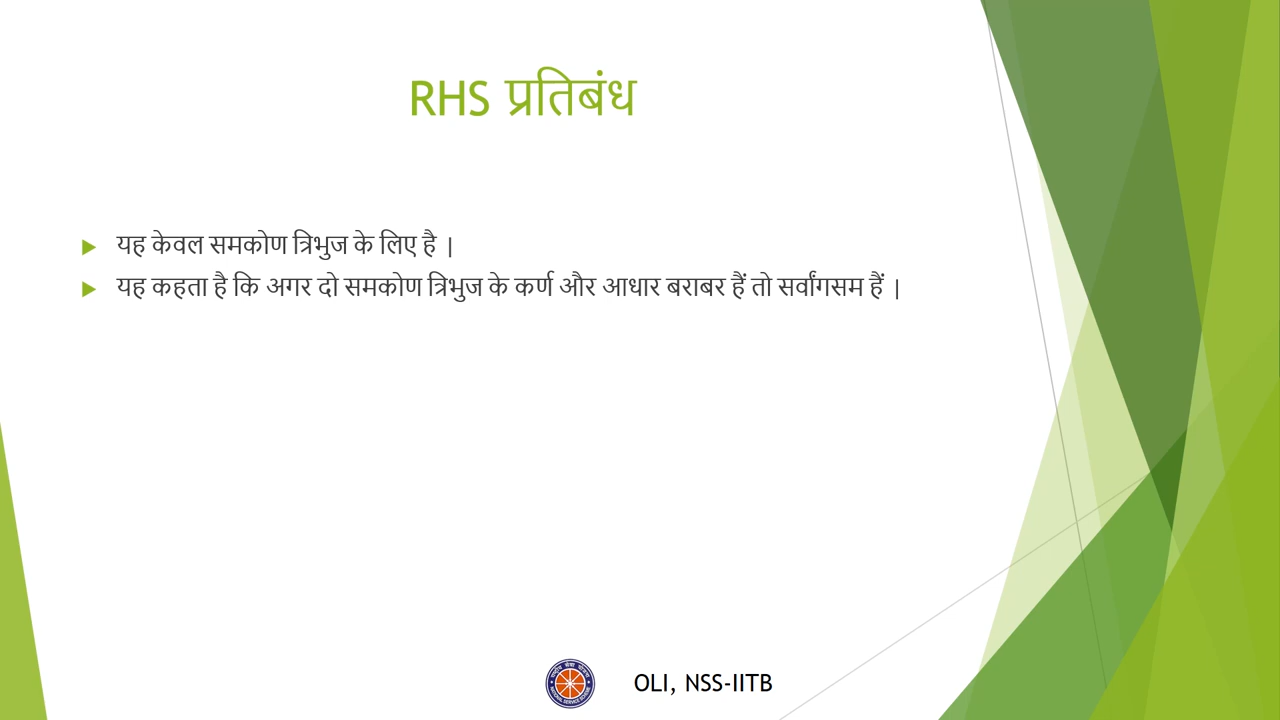 RHS प्रतिबंध
यह केवल समकोण त्रिभुज के लिए है ।
यह कहता है कि अगर दो समकोण त्रिभुज के कर्ण और आधार बराबर हैं तो सर्वांगसम हैं ।
OLI, NSS-IITB